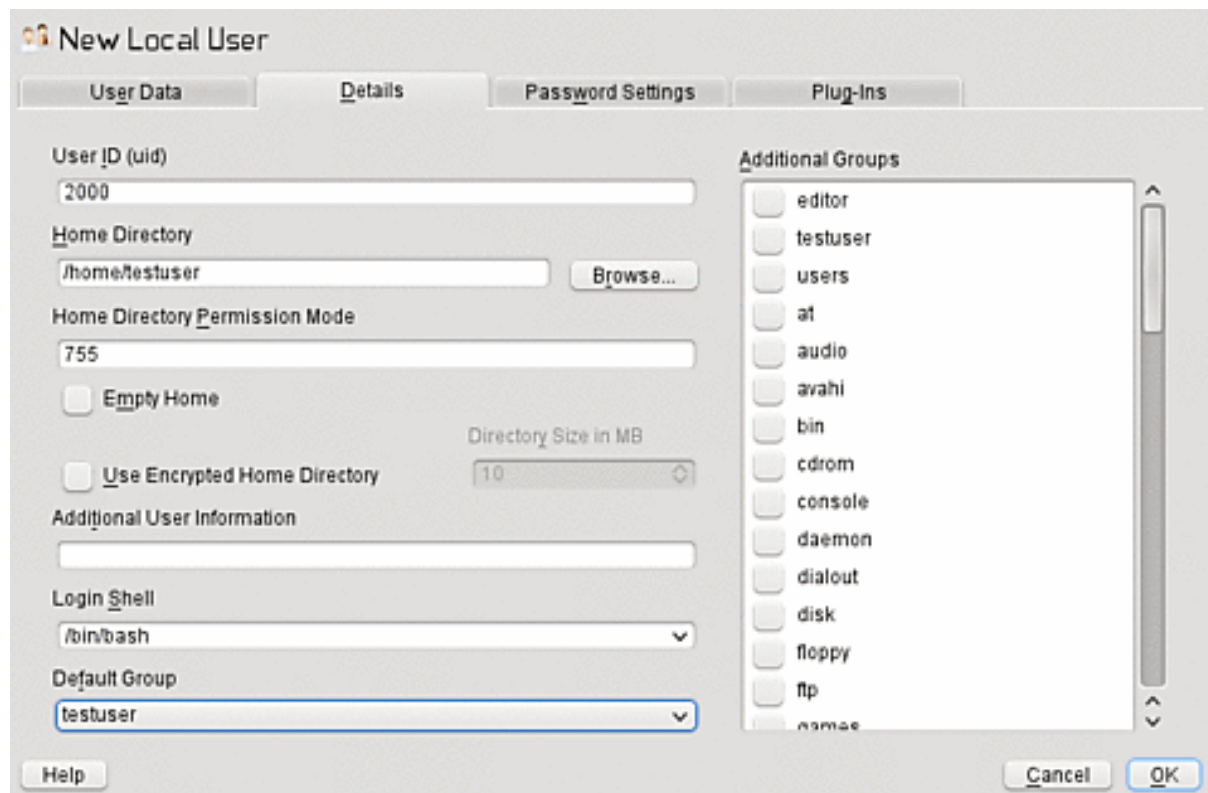 New Local User
User Data
Details
Password Settings
Plug-Ins
User ID (uid)
2000
Home Directory
/home/testuser
Browse...
Home Directory Permission Mode
755
Empty Home
Directory Size in MB
Use Encrypted Home Directory
10
Additional User Information
Login Shell
/bin/bash
Default Group
testuser
Additional Groups
editor
testuser
users
at
audio
avahi
bin
cdrom
console
daemon
dialout
disk
floppy
ftp
games
Help
Cancel
OK